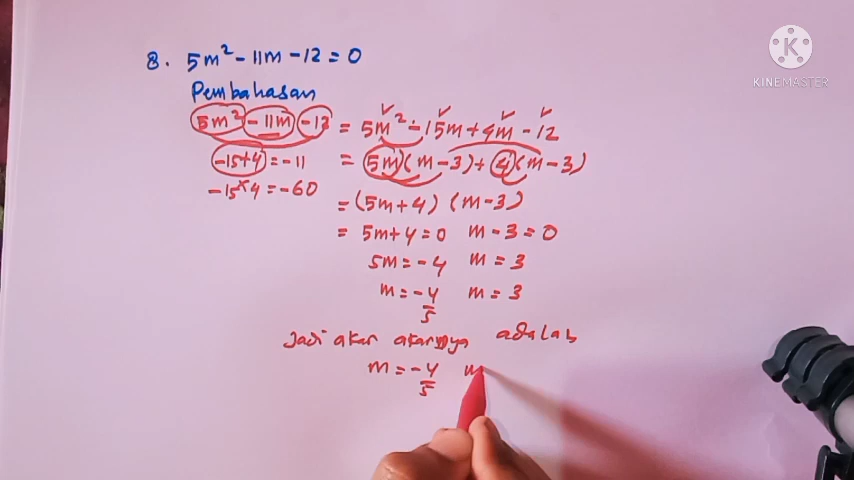 8. 5m² - 11m - 12 = 0
Pembahasan
5m² - 11m - 12 = 5m² - 15m + 4m - 12
-15+4 = -11 = 5m (m - 3) + 4 (m - 3)
-15 × 4 = -60 = (5m + 4) (m - 3)
= 5m + 4 = 0 m - 3 = 0
5m = -4 m = 3
m = -4/5 m = 3
Jadi akar akarnya adalah
m = -4/5 m
K
KINEMASTER